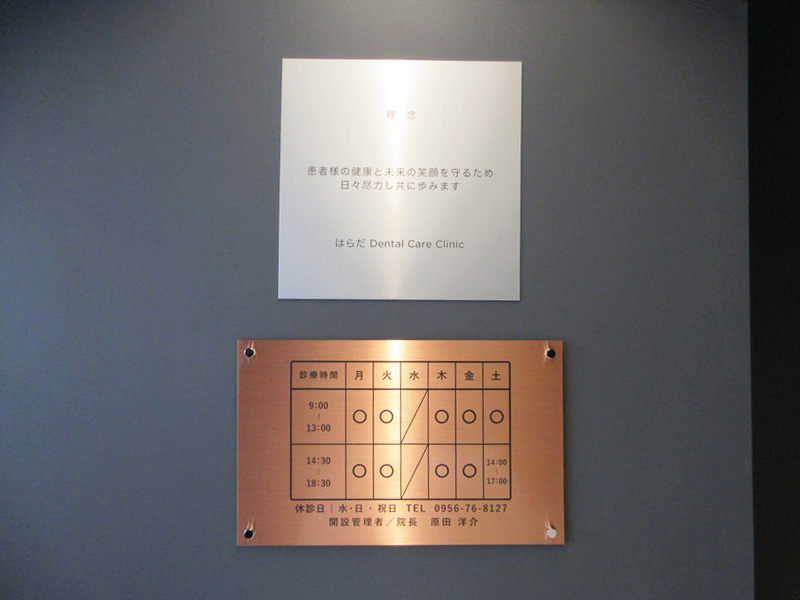 理 念
患者様の健康と未来の笑顔を守るため
日々尽力し共に歩みます
はらだ Dental Care Clinic
診療時間 月 火 水 木 金 土
9:00 ~ 13:00 ○ ○ ／ ○ ○ ○
14:30 ~ 18:30 ○ ○ ／ ○ ○ 14:00 ~ 17:00
休診日｜水・日・祝日 TEL 0956-76-8127
開設管理者／院長 原田 洋介